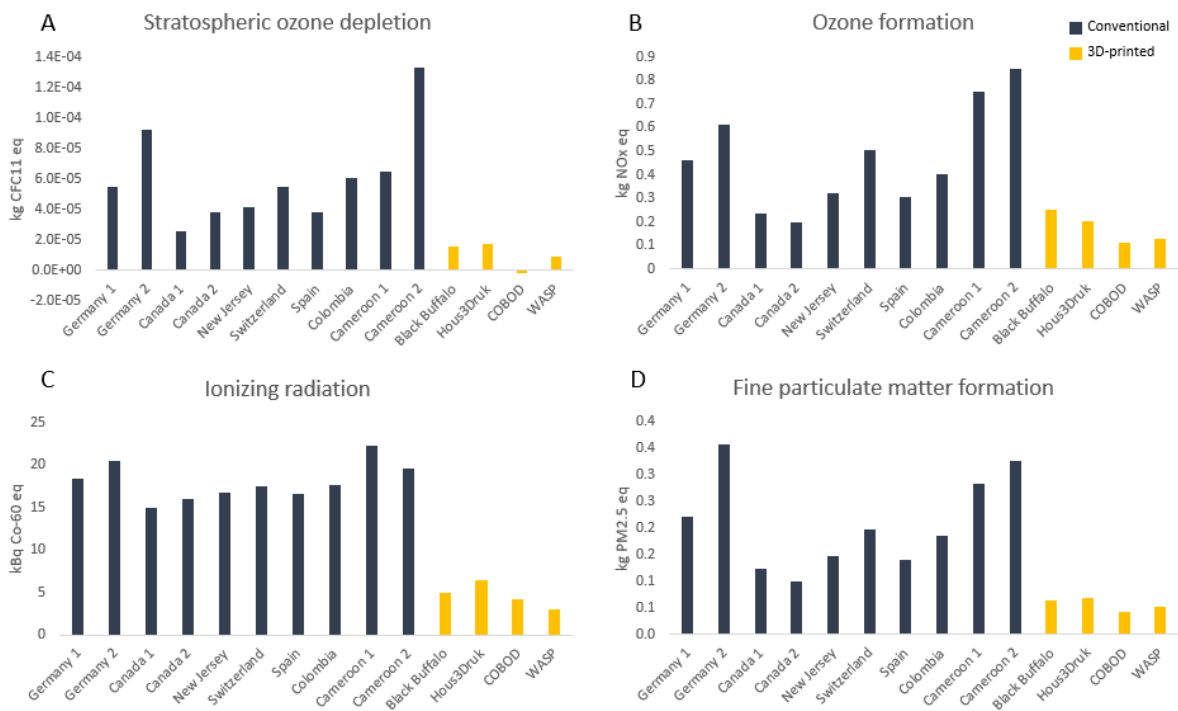 A
Stratospheric ozone depletion
1.4E-04
1.2E-04
1.0E-04
8.0E-05
6.0E-05
4.0E-05
2.0E-05
0.0E+00
-2.0E-05
kg CFC11 eq
Germany 1
Germany 2
Canada 1
Canada 2
New Jersey
Switzerland
Spain
Colombia
Cameroon 1
Cameroon 2
Black Buffalo
Hous3Druk
COBOD
WASP
B
Ozone formation
Conventional
3D-printed
0.9
0.8
0.7
0.6
0.5
0.4
0.3
0.2
0.1
0
kg NOx eq
Germany 1
Germany 2
Canada 1
Canada 2
New Jersey
Switzerland
Spain
Colombia
Cameroon 1
Cameroon 2
Black Buffalo
Hous3Druk
COBOD
WASP
C
Ionizing radiation
25
20
15
10
5
0
kBq Co-60 eq
Germany 1
Germany 2
Canada 1
Canada 2
New Jersey
Switzerland
Spain
Colombia
Cameroon 1
Cameroon 2
Black Buffalo
Hous3Druk
COBOD
WASP
D
Fine particulate matter formation
0.4
0.4
0.3
0.3
0.2
0.2
0.1
0.1
0.0
kg PM2.5 eq
Germany 1
Germany 2
Canada 1
Canada 2
New Jersey
Switzerland
Spain
Colombia
Cameroon 1
Cameroon 2
Black Buffalo
Hous3Druk
COBOD
WASP